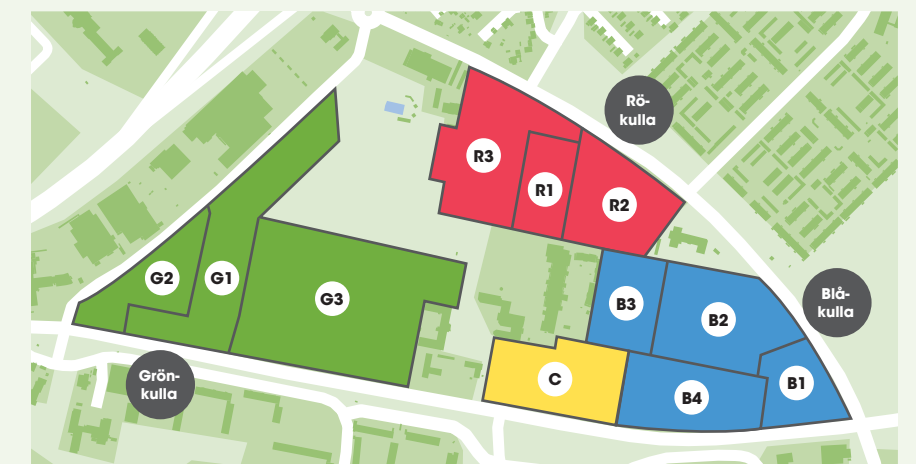 Rö-
kulla
R3
R1
R2
G2
G1
G3
B3
B2
Blå-
kulla
C
B4
B1
Grön-
kulla